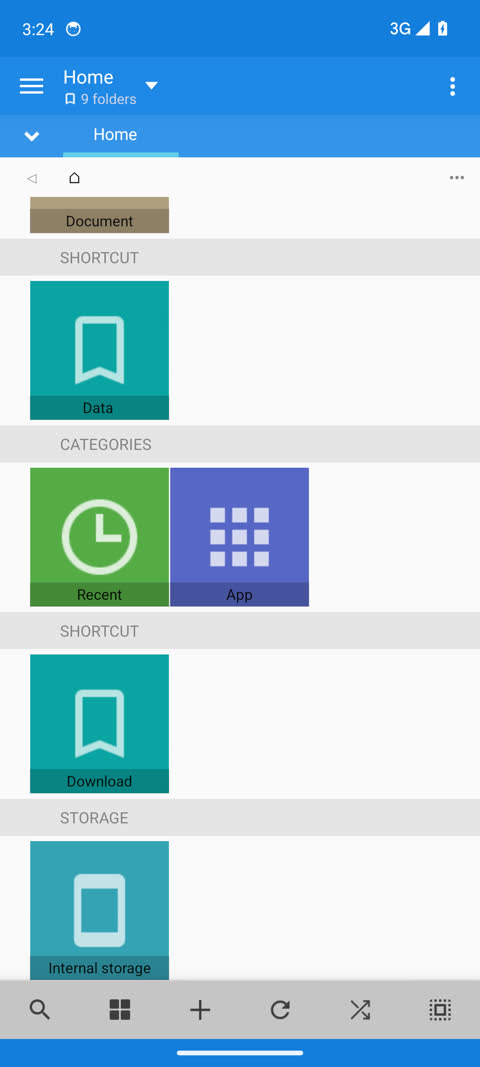 3:24
3G
Home
9 folders
Home
Document
SHORTCUT
Data
CATEGORIES
Recent
App
SHORTCUT
Download
STORAGE
Internal storage